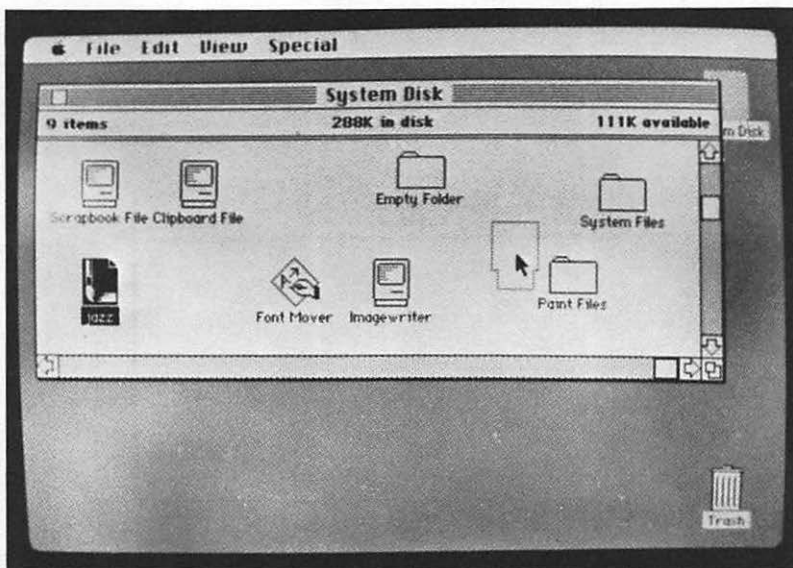 File Edit View Special
System Disk
9 items 288K in disk 111K available
m Disk
Scrapbook File Clipboard File Empty Folder System Files
jazz Font Mover Imagewriter Paint Files
Trash